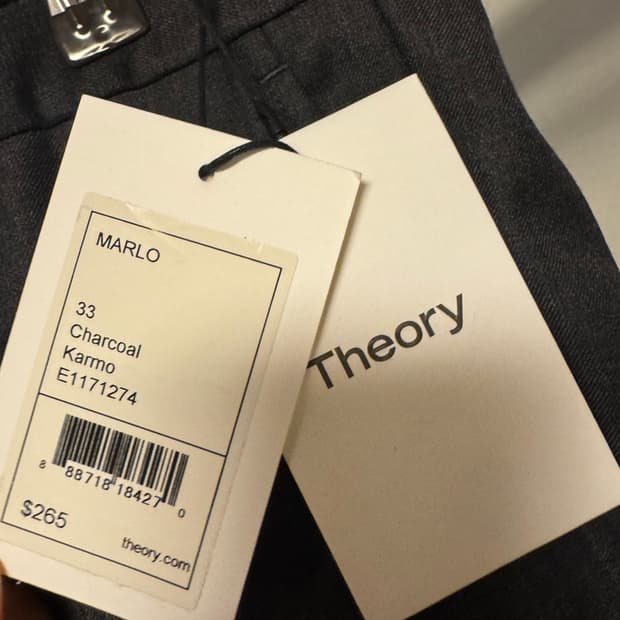 MARLO
33
Charcoal
Karmo
E1171274
8 88718 18427 0
$265
theory.com
Theory